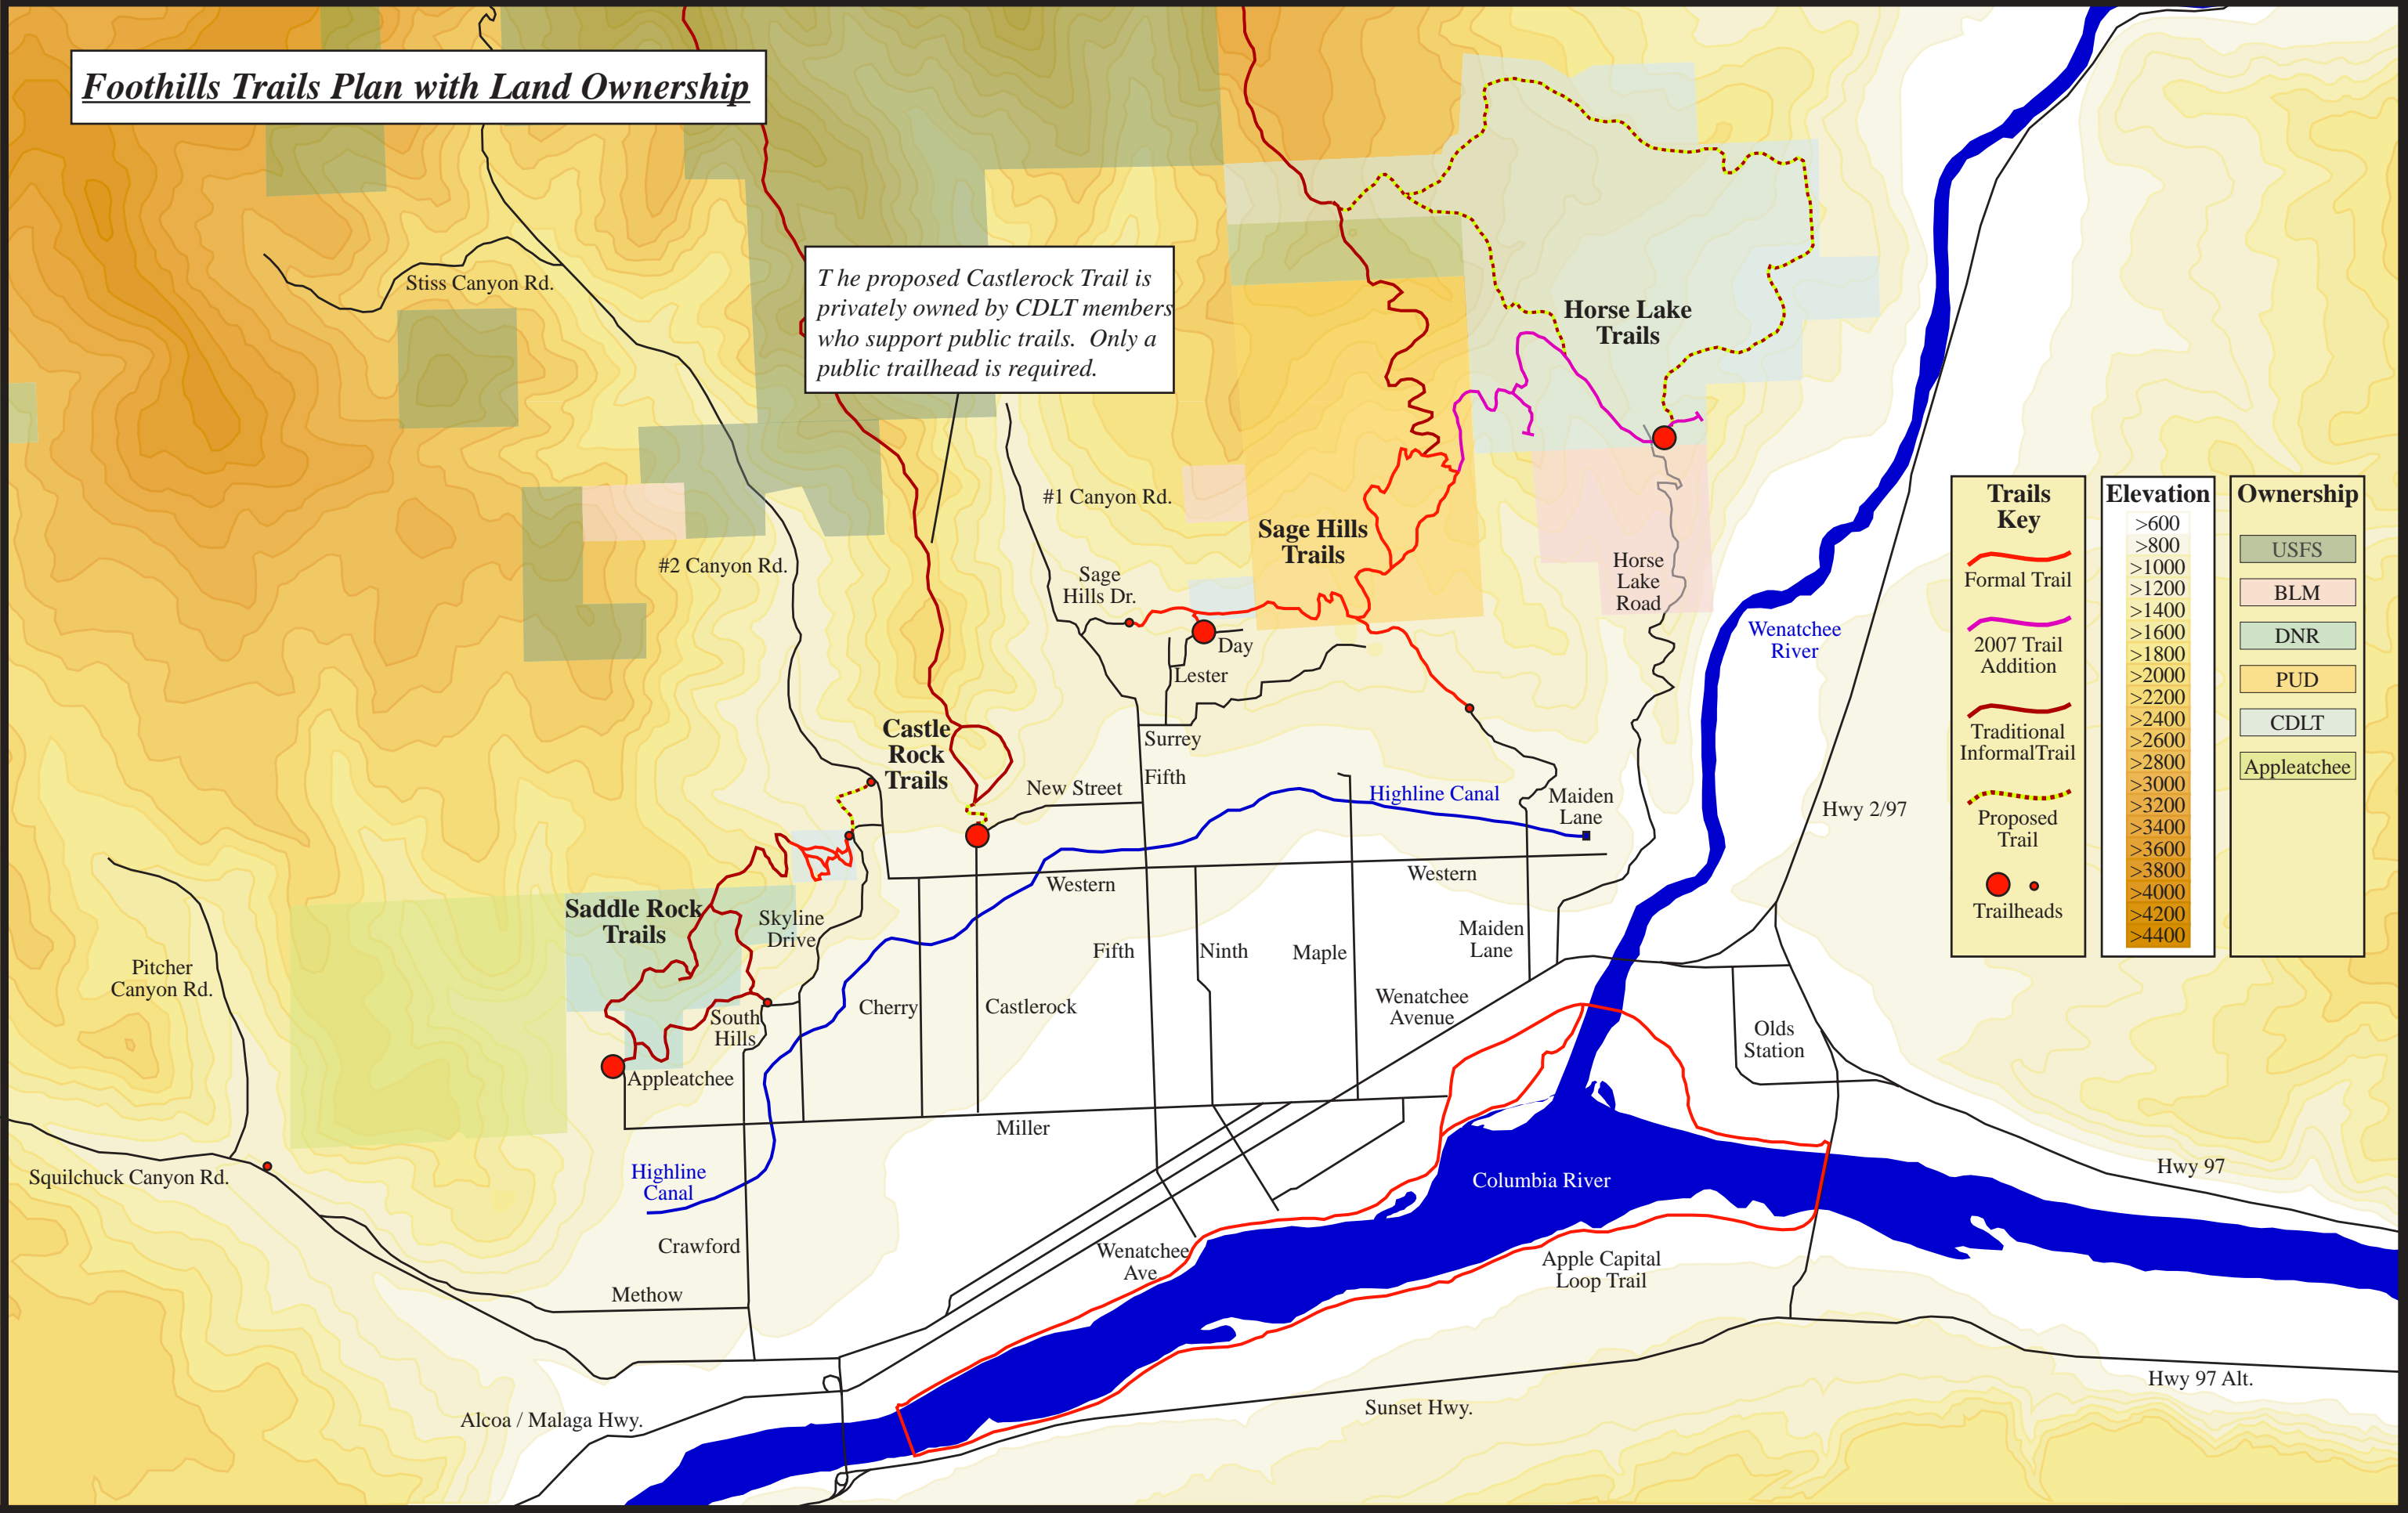 Foothills Trails Plan with Land Ownership
Stiss Canyon Rd.
T he proposed Castlerock Trail is
privately owned by CDLT members
who support public trails.  Only a
public trailhead is required.
Horse Lake
Trails
#1 Canyon Rd.
#2 Canyon Rd.
Sage Hills
Trails
Sage
Hills Dr.
Horse
Lake
Road
Day
Lester
Surrey
Wenatchee
River
Castle
Rock
Trails
New Street
Fifth
Highline Canal
Maiden
Lane
Hwy 2/97
Western
Western
Saddle Rock
Trails
Skyline
Drive
Fifth
Ninth
Maple
Maiden
Lane
Pitcher
Canyon Rd.
Cherry
Castlerock
Wenatchee
Avenue
South
Hills
Olds
Station
Appleatchee
Miller
Squilchuck Canyon Rd.
Highline
Canal
Columbia River
Hwy 97
Crawford
Wenatchee
Ave
Apple Capital
Loop Trail
Methow
Hwy 97 Alt.
Alcoa / Malaga Hwy.
Sunset Hwy.
Trails
Key
Formal Trail
2007 Trail
Addition
Traditional
InformalTrail
Proposed
Trail
Trailheads
Elevation
>600
>800
>1000
>1200
>1400
>1600
>1800
>2000
>2200
>2400
>2600
>2800
>3000
>3200
>3400
>3600
>3800
>4000
>4200
>4400
Ownership
USFS
BLM
DNR
PUD
CDLT
Appleatchee